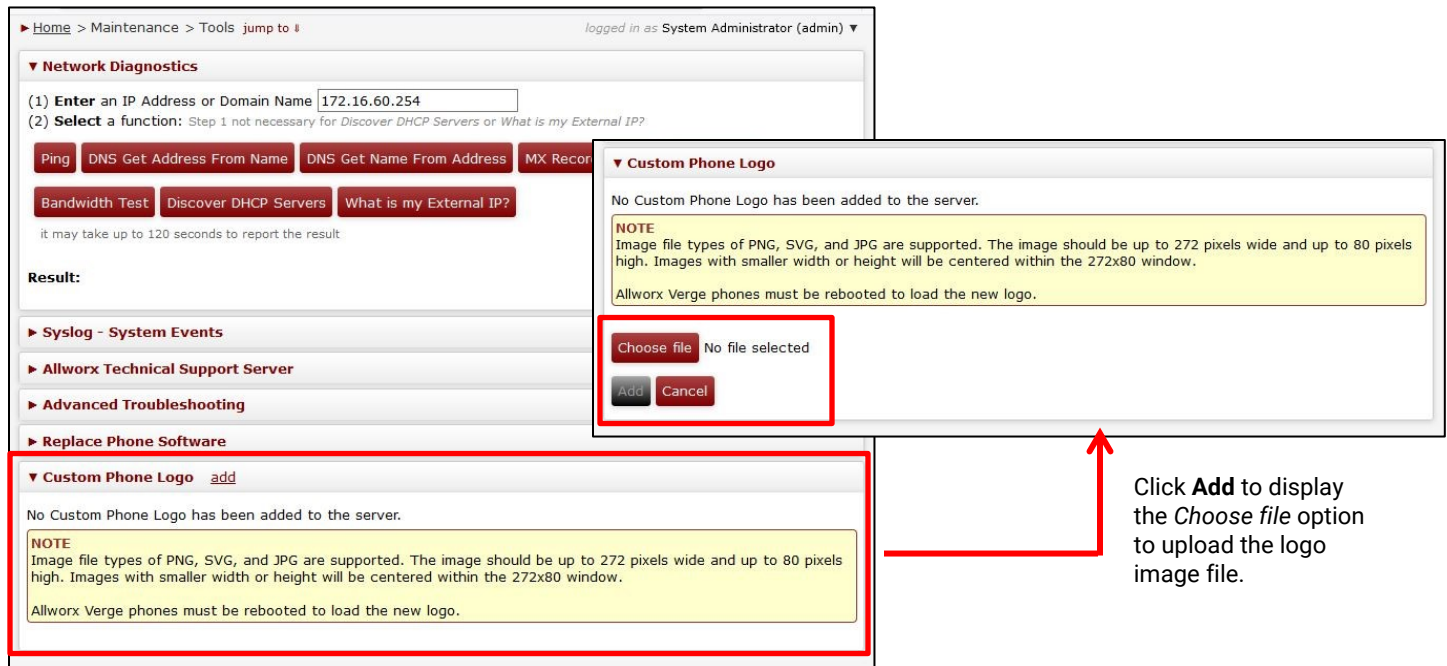 ► Home > Maintenance > Tools jump to ⇓
logged in as System Administrator (admin) ▼
▼ Network Diagnostics
(1) Enter an IP Address or Domain Name 172.16.60.254
(2) Select a function: Step 1 not necessary for Discover DHCP Servers or What is my External IP?
Ping DNS Get Address From Name DNS Get Name From Address MX Recor
Bandwidth Test Discover DHCP Servers What is my External IP?
it may take up to 120 seconds to report the result
Result:
► Syslog - System Events
► Allworx Technical Support Server
► Advanced Troubleshooting
► Replace Phone Software
▼ Custom Phone Logo add
No Custom Phone Logo has been added to the server.
NOTE
Image file types of PNG, SVG, and JPG are supported. The image should be up to 272 pixels wide and up to 80 pixels
high. Images with smaller width or height will be centered within the 272x80 window.
Allworx Verge phones must be rebooted to load the new logo.
▼ Custom Phone Logo
No Custom Phone Logo has been added to the server.
NOTE
Image file types of PNG, SVG, and JPG are supported. The image should be up to 272 pixels wide and up to 80 pixels
high. Images with smaller width or height will be centered within the 272x80 window.
Allworx Verge phones must be rebooted to load the new logo.
Choose file No file selected
Add Cancel
Click Add to display
the Choose file option
to upload the logo
image file.